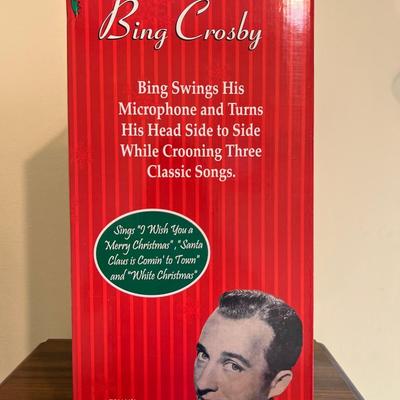 Bing Crosby
Bing Swings His
Microphone and Turns
His Head Side to Side
While Crooning Three
Classic Songs.
Sings "I Wish You a
Merry Christmas", "Santa
Claus is Comin' to Town"
and "White Christmas"